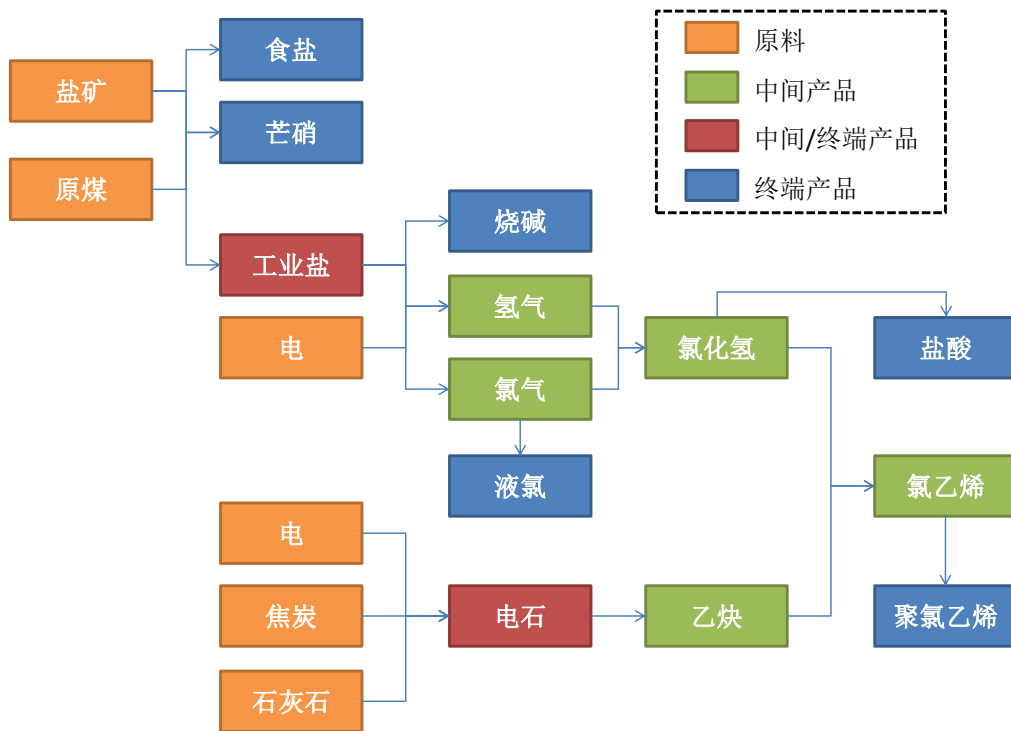 食盐
原料
盐矿
中间产品
芒硝
中间/终端产品
原煤
终端产品
烧碱
工业盐
氢气
电
氯化氢
盐酸
氯气
液氯
氯乙烯
电
焦炭
电石
乙炔
聚氯乙烯
石灰石